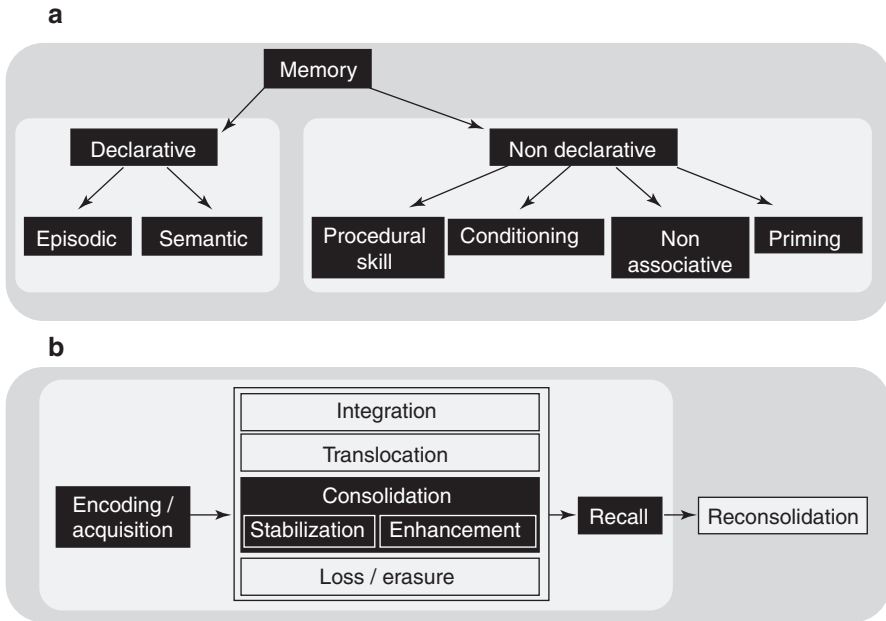 a
Memory
Declarative
Non declarative
Episodic
Semantic
Procedural
skill
Conditioning
Non
associative
Priming
b
Integration
Translocation
Encoding /
acquisition
Consolidation
Stabilization
Enhancement
Recall
Reconsolidation
Loss / erasure